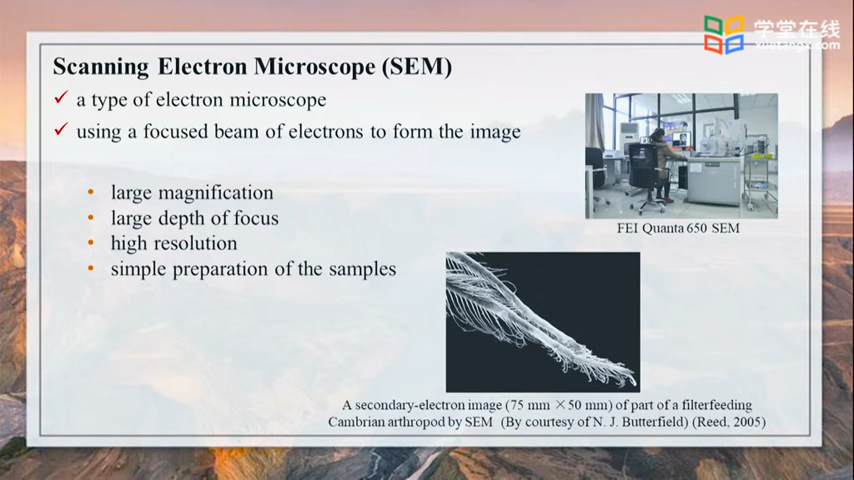 学堂在线
xuetangx.com
Scanning Electron Microscope (SEM)
✓ a type of electron microscope
✓ using a focused beam of electrons to form the image
• large magnification
• large depth of focus
• high resolution
• simple preparation of the samples
FEI Quanta 650 SEM
A secondary-electron image (75 mm ×50 mm) of part of a filterfeeding
Cambrian arthropod by SEM (By courtesy of N. J. Butterfield) (Reed, 2005)